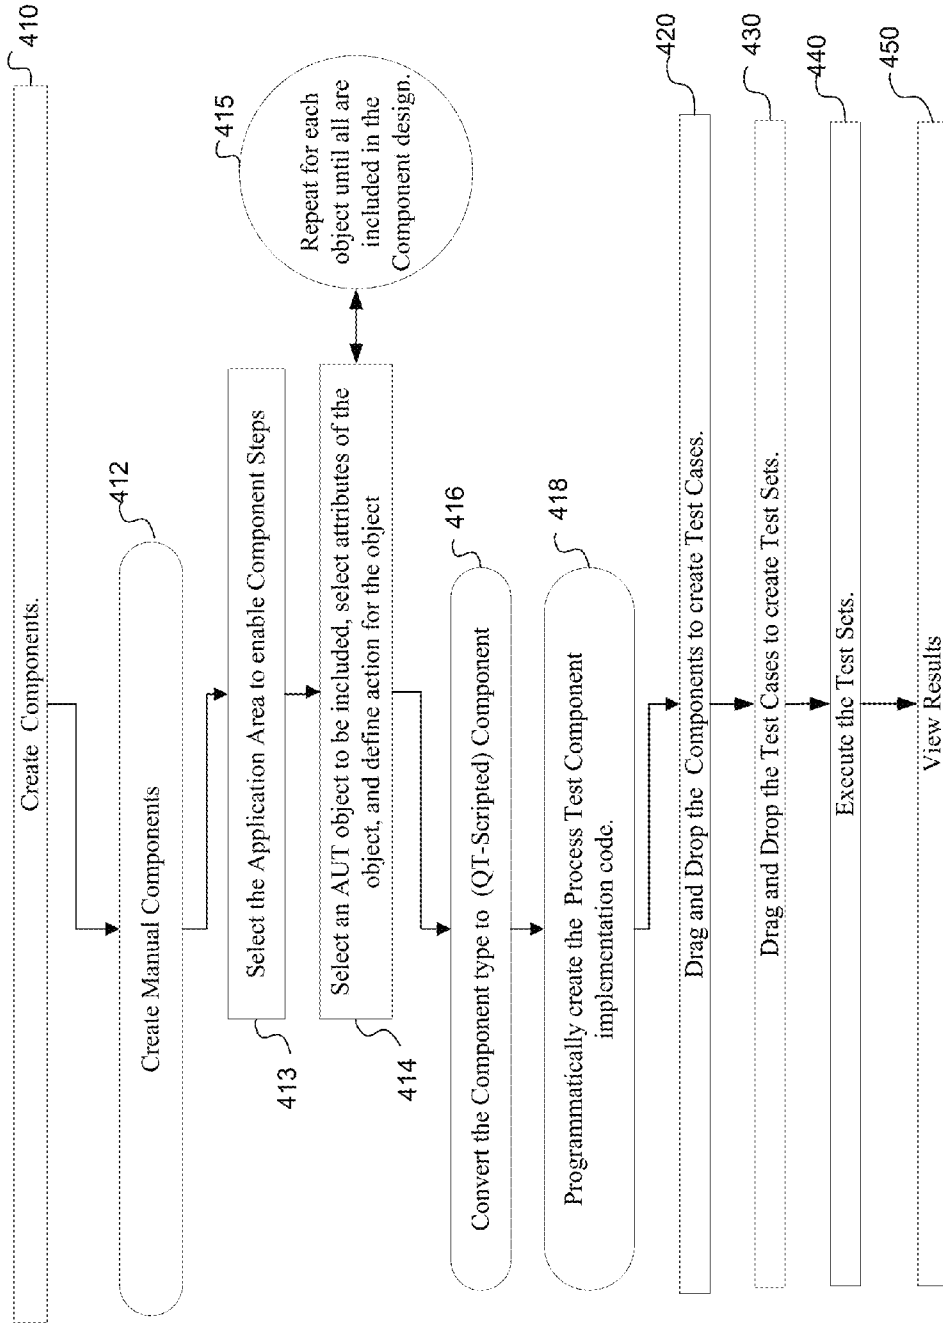 Create Components.
410
Create Manual Components
412
Select the Application Area to enable Component Steps
413
Select an AUT object to be included, select attributes of the
object, and define action for the object
414
Repeat for each
object until all are
included in the
Component design.
415
Convert the Component type to (QT-Scripted) Component
416
Programmatically create the Process Test Component
implementation code.
418
Drag and Drop the Components to create Test Cases.
420
Drag and Drop the Test Cases to create Test Sets.
430
Execute the Test Sets.
440
View Results
450